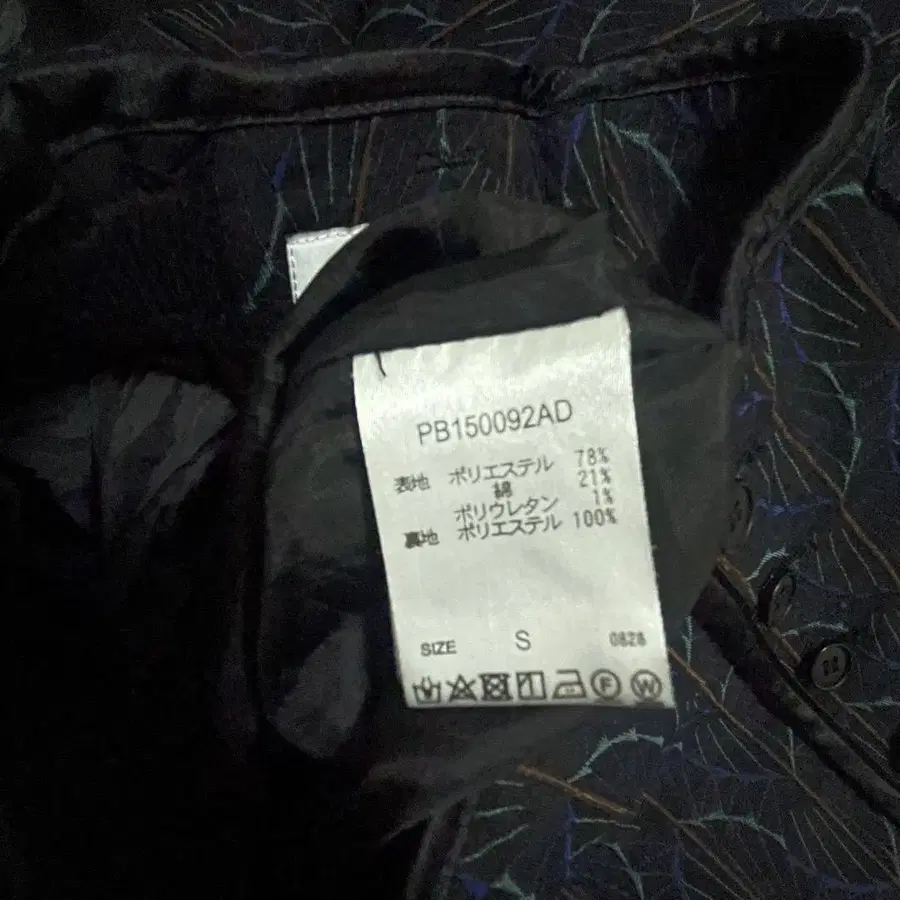 PB150092AD
表地 ポリエステル 78%
綿 21%
ポリウレタン 1%
裏地 ポリエステル 100%
SIZE S 0828
F W